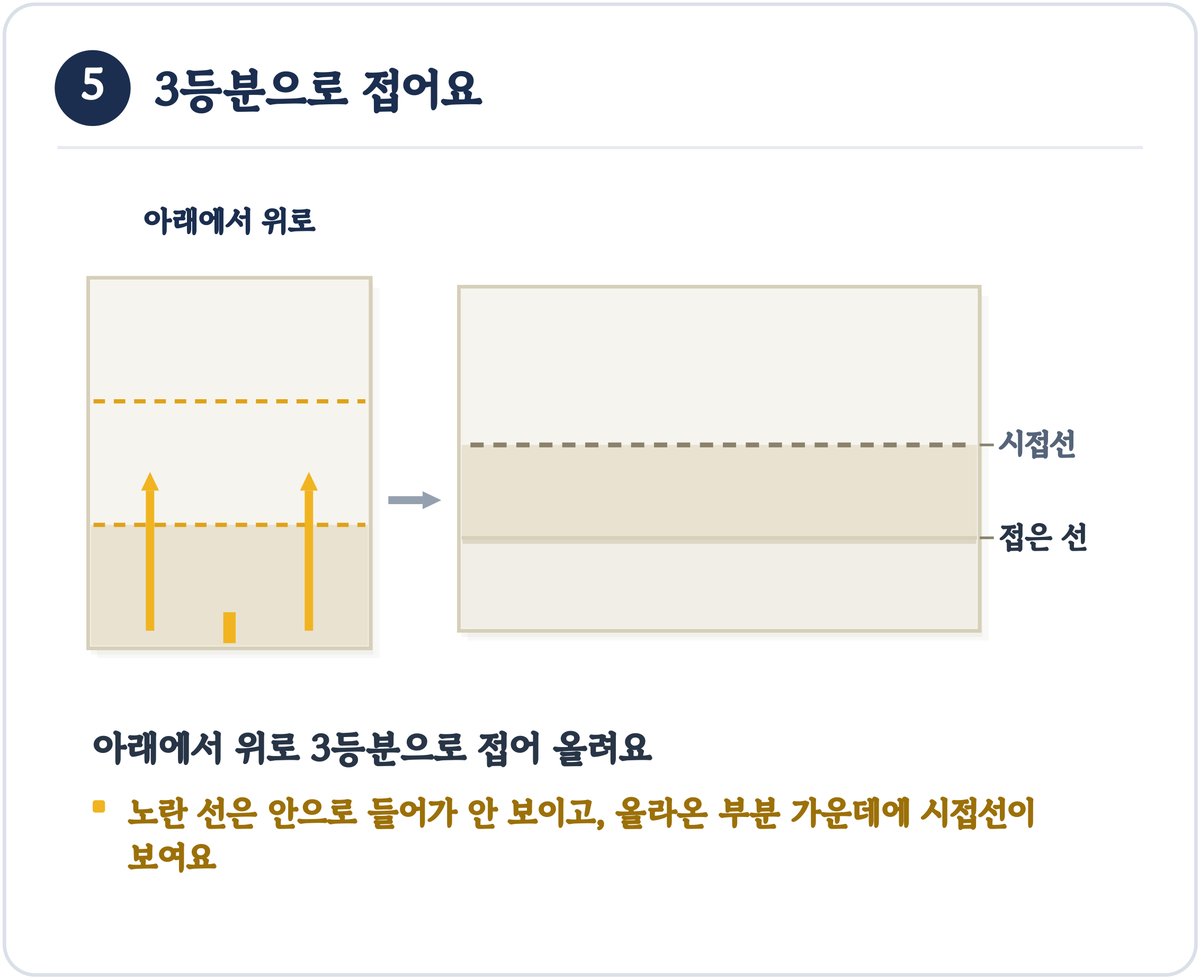 5 3등분으로 접어요
아래에서 위로
시접선
접은 선
아래에서 위로 3등분으로 접어 올려요
노란 선은 안으로 들어가 안 보이고, 올라온 부분 가운데에 시접선이
보여요